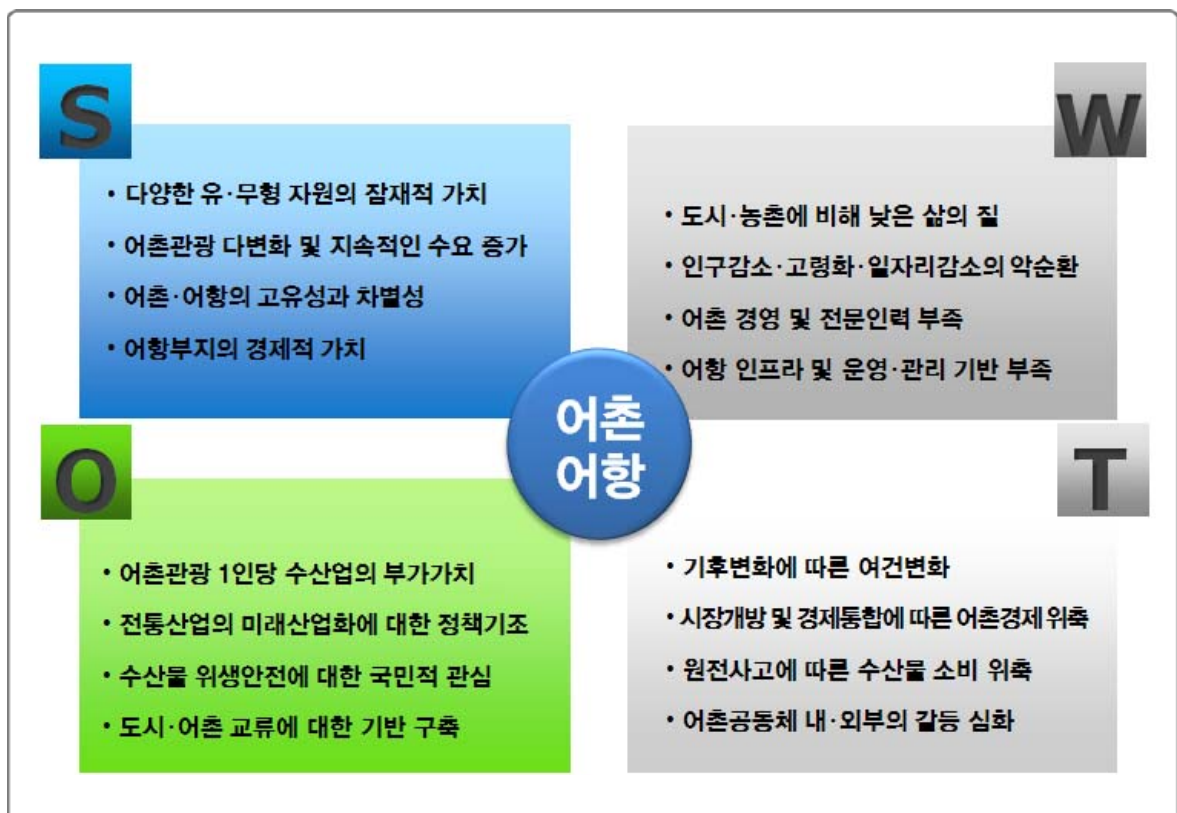 S
• 다양한 유·무형 자원의 잠재적 가치
• 어촌관광 다변화 및 지속적인 수요 증가
• 어촌·어항의 고유성과 차별성
• 어항부지의 경제적 가치
W
• 도시·농촌에 비해 낮은 삶의 질
• 인구감소·고령화·일자리감소의 악순환
• 어촌 경영 및 전문인력 부족
• 어항 인프라 및 운영·관리 기반 부족
어촌
어항
O
• 어촌관광 1인당 수산업의 부가가치
• 전통산업의 미래산업화에 대한 정책기조
• 수산물 위생안전에 대한 국민적 관심
• 도시·어촌 교류에 대한 기반 구축
T
• 기후변화에 따른 여건변화
• 시장개방 및 경제통합에 따른 어촌경제 위축
• 원전사고에 따른 수산물 소비 위축
• 어촌공동체 내·외부의 갈등 심화